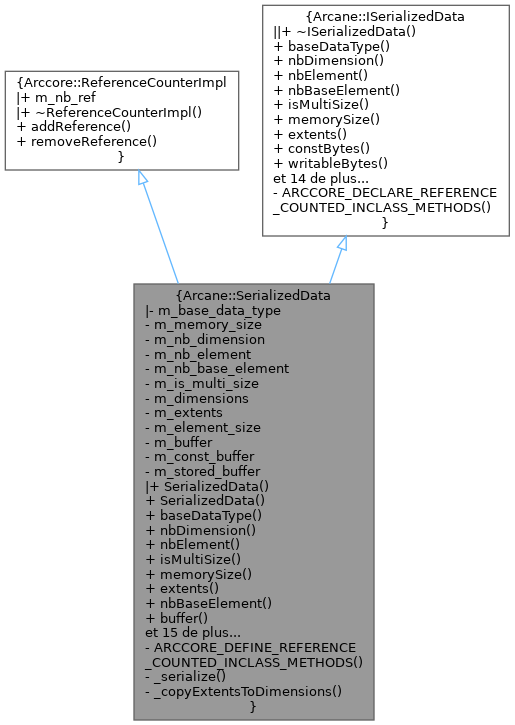 {Arcane::ISerializedData
||+ ~ISerializedData()
+ baseDataType()
+ nbDimension()
+ nbElement()
+ nbBaseElement()
+ isMultiSize()
+ memorySize()
+ extents()
+ constBytes()
+ writableBytes()
et 14 de plus...
- ARCCORE_DECLARE_REFERENCE
_COUNTED_INCLASS_METHODS()
}
{Arccore::ReferenceCounterImpl
|+ m_nb_ref
|+ ~ReferenceCounterImpl()
+ addReference()
+ removeReference()
}
{Arcane::SerializedData
|- m_base_data_type
- m_memory_size
- m_nb_dimension
- m_nb_element
- m_nb_base_element
- m_is_multi_size
- m_dimensions
- m_extents
- m_element_size
- m_buffer
- m_const_buffer
- m_stored_buffer
|+ SerializedData()
+ SerializedData()
+ baseDataType()
+ nbDimension()
+ nbElement()
+ isMultiSize()
+ memorySize()
+ extents()
+ nbBaseElement()
+ buffer()
et 15 de plus...
- ARCCORE_DEFINE_REFERENCE
_COUNTED_INCLASS_METHODS()
- _serialize()
- _copyExtentsToDimensions()
}